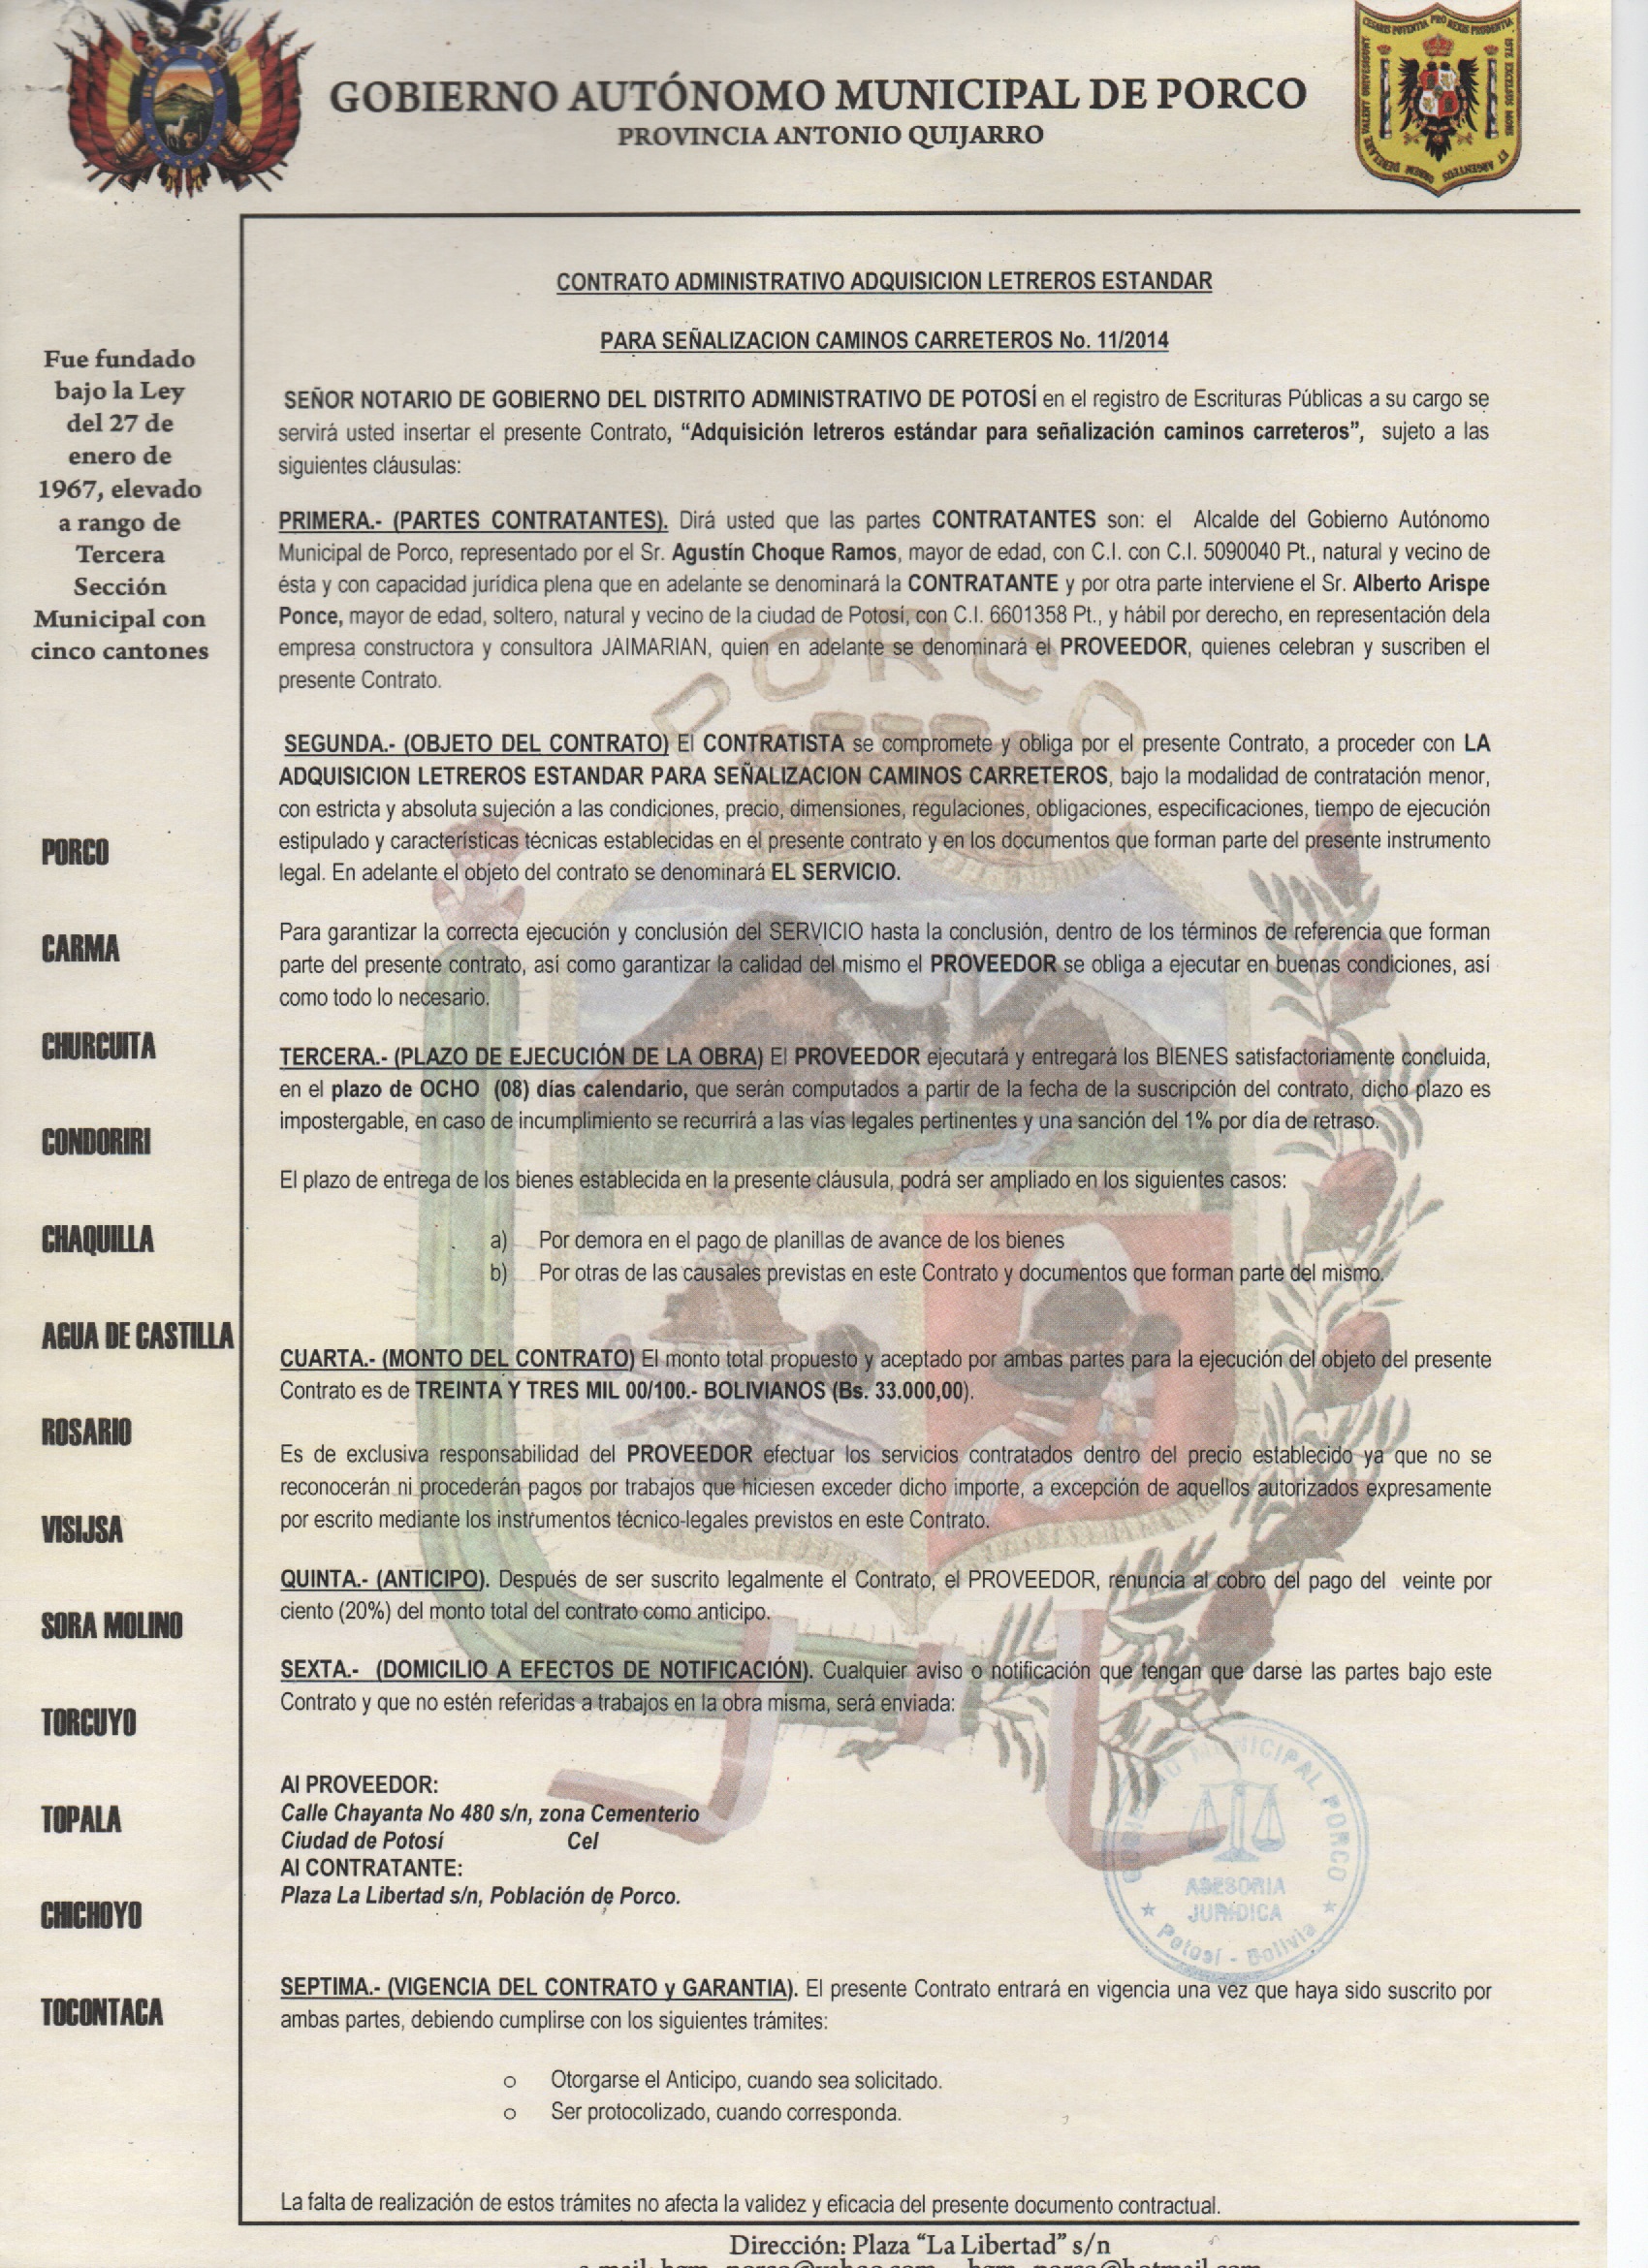 GOBIERNO AUTÓNOMO MUNICIPAL DE PORCO
PROVINCIA ANTONIO QUIJARRO
CESARIS POTENTIA PRO REGIS PRUDENTIA
Fue fundado
bajo la Ley
del 27 de
enero de
1967, elevado
a rango de
Tercera
Sección
Municipal con
cinco cantones
PORCO
CARMA
CHURCUITA
CONDORIRI
CHAQUILLA
AGUA DE CASTILLA
ROSARIO
VISIJSA
SORA MOLINO
TORCUYO
TOPALA
CHICHOYO
TOCONTACA
CONTRATO ADMINISTRATIVO ADQUISICION LETREROS ESTANDAR
PARA SEÑALIZACION CAMINOS CARRETEROS No. 11/2014
SEÑOR NOTARIO DE GOBIERNO DEL DISTRITO ADMINISTRATIVO DE POTOSÍ en el registro de Escrituras Públicas a su cargo se
servirá usted insertar el presente Contrato, “Adquisición letreros estándar para señalización caminos carreteros”, sujeto a las
siguientes cláusulas:
PRIMERA.- (PARTES CONTRATANTES). Dirá usted que las partes CONTRATANTES son: el Alcalde del Gobierno Autónomo
Municipal de Porco, representado por el Sr. Agustín Choque Ramos, mayor de edad, con C.I. con C.I. 5090040 Pt., natural y vecino de
ésta y con capacidad jurídica plena que en adelante se denominará la CONTRATANTE y por otra parte interviene el Sr. Alberto Arispe
Ponce, mayor de edad, soltero, natural y vecino de la ciudad de Potosí, con C.I. 6601358 Pt., y hábil por derecho, en representación dela
empresa constructora y consultora JAIMARIAN, quien en adelante se denominará el PROVEEDOR, quienes celebran y suscriben el
presente Contrato.
PORCO
SEGUNDA.- (OBJETO DEL CONTRATO) El CONTRATISTA se compromete y obliga por el presente Contrato, a proceder con LA
ADQUISICION LETREROS ESTANDAR PARA SEÑALIZACION CAMINOS CARRETEROS, bajo la modalidad de contratación menor,
con estricta y absoluta sujeción a las condiciones, precio, dimensiones, regulaciones, obligaciones, especificaciones, tiempo de ejecución
estipulado y características técnicas establecidas en el presente contrato y en los documentos que forman parte del presente instrumento
legal. En adelante el objeto del contrato se denominará EL SERVICIO.
Para garantizar la correcta ejecución y conclusión del SERVICIO hasta la conclusión, dentro de los términos de referencia que forman
parte del presente contrato, así como garantizar la calidad del mismo el PROVEEDOR se obliga a ejecutar en buenas condiciones, así
como todo lo necesario.
TERCERA.- (PLAZO DE EJECUCIÓN DE LA OBRA) El PROVEEDOR ejecutará y entregará los BIENES satisfactoriamente concluida,
en el plazo de OCHO (08) días calendario, que serán computados a partir de la fecha de la suscripción del contrato, dicho plazo es
impostergable, en caso de incumplimiento se recurrirá a las vías legales pertinentes y una sanción del 1% por día de retraso.
El plazo de entrega de los bienes establecida en la presente cláusula, podrá ser ampliado en los siguientes casos:
a) Por demora en el pago de planillas de avance de los bienes
b) Por otras de las causales previstas en este Contrato y documentos que forman parte del mismo.
CUARTA.- (MONTO DEL CONTRATO) El monto total propuesto y aceptado por ambas partes para la ejecución del objeto del presente
Contrato es de TREINTA Y TRES MIL 00/100.- BOLIVIANOS (Bs. 33.000,00).
Es de exclusiva responsabilidad del PROVEEDOR efectuar los servicios contratados dentro del precio establecido ya que no se
reconocerán ni procederán pagos por trabajos que hiciesen exceder dicho importe, a excepción de aquellos autorizados expresamente
por escrito mediante los instrumentos técnico-legales previstos en este Contrato.
QUINTA.- (ANTICIPO). Después de ser suscrito legalmente el Contrato, el PROVEEDOR, renuncia al cobro del pago del veinte por
ciento (20%) del monto total del contrato como anticipo.
SEXTA.- (DOMICILIO A EFECTOS DE NOTIFICACIÓN). Cualquier aviso o notificación que tengan que darse las partes bajo este
Contrato y que no estén referidas a trabajos en la obra misma, será enviada:
Al PROVEEDOR:
Calle Chayanta No 480 s/n, zona Cementerio
Ciudad de Potosí Cel
Al CONTRATANTE:
Plaza La Libertad s/n, Población de Porco.
MUNICIPAL PORCO
ASESORIA
JURIDICA
Potosí - Bolivia
SEPTIMA.- (VIGENCIA DEL CONTRATO y GARANTIA). El presente Contrato entrará en vigencia una vez que haya sido suscrito por
ambas partes, debiendo cumplirse con los siguientes trámites:
o Otorgarse el Anticipo, cuando sea solicitado.
o Ser protocolizado, cuando corresponda.
La falta de realización de estos trámites no afecta la validez y eficacia del presente documento contractual.
Dirección: Plaza “La Libertad” s/n